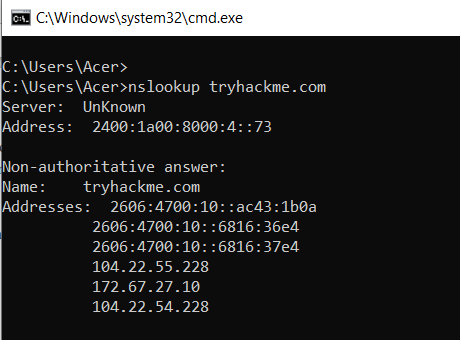 C:\Windows\system32\cmd.exe
C:\Users\Acer>
C:\Users\Acer>nslookup tryhackme.com
Server:  UnKnown
Address:  2400:1a00:8000:4::73
Non-authoritative answer:
Name:    tryhackme.com
Addresses:  2606:4700:10::ac43:1b0a
2606:4700:10::6816:36e4
2606:4700:10::6816:37e4
104.22.55.228
172.67.27.10
104.22.54.228